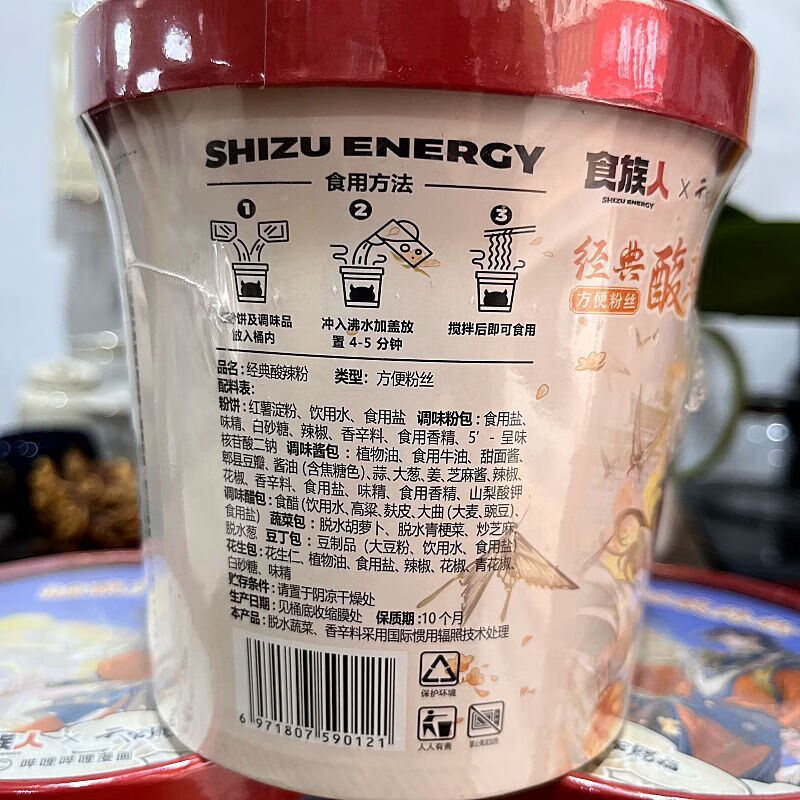 SHIZU ENERGY
食用方法
1 2 3
饼及调味品
放入桶内
冲入沸水加盖放
置 4-5 分钟
搅拌后即可食用
品名:经典酸辣粉 类型: 方便粉丝
配料表:
粉饼:红薯淀粉、饮用水、食用盐 调味粉包:食用盐、
味精、白砂糖、辣椒、香辛料、食用香精、5'-呈味
核苷酸二钠 调味酱包:植物油、食用牛油、甜面酱、
郫县豆瓣、酱油(含焦糖色)、蒜、大葱、姜、芝麻酱、辣椒、
花椒、香辛料、食用盐、味精、食用香精、山梨酸钾
调味醋包:食醋(饮用水、高粱、麸皮、大曲(大麦、豌豆)、
食用盐) 蔬菜包:脱水胡萝卜、脱水青梗菜、炒芝麻、
脱水葱 豆丁包:豆制品(大豆粉、饮用水、食用盐)
花生包:花生仁、植物油、食用盐、辣椒、花椒、青花椒、
白砂糖、味精
贮存条件:请置于阴凉干燥处
生产日期:见桶底收缩膜处 保质期:10个月
本产品:脱水蔬菜、香辛料采用国际惯用辐照技术处理
6 971807 590121
保护环境
人人有责
食族人 ×
SHIZU ENERGY
经典酸
方便粉丝
族人 ×
哔哩哔哩漫画